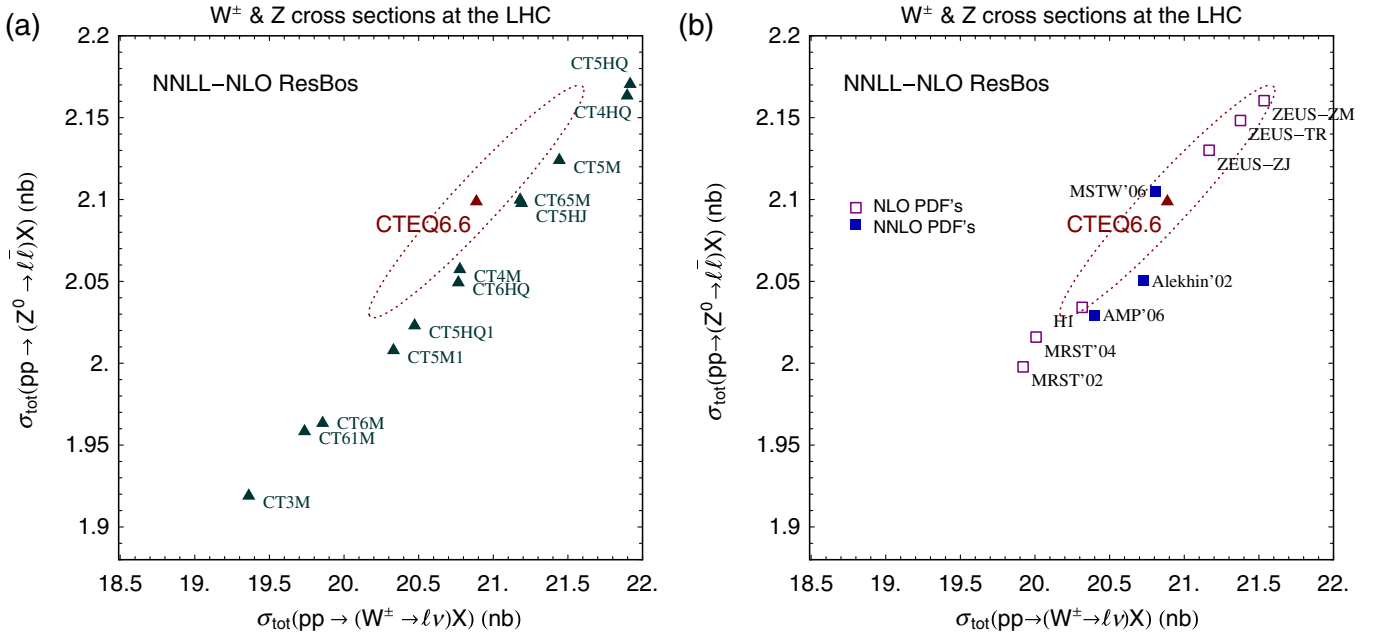 (a)
W± & Z cross sections at the LHC
NNLL−NLO ResBos
CT5HQ
CT4HQ
CT5M
CT65M
CT5HJ
CTEQ6.6
CT4M
CT6HQ
CT5HQ1
CT5M1
CT6M
CT61M
CT3M
2.2
2.15
2.1
2.05
2.
1.95
1.9
σtot(pp → (Z⁰ → ℓℓ̄)X) (nb)
18.5 19. 19.5 20. 20.5 21. 21.5 22.
σtot(pp → (W± → ℓν)X) (nb)
(b)
W± & Z cross sections at the LHC
NNLL−NLO ResBos
ZEUS−ZM
ZEUS−TR
ZEUS−ZJ
MSTW'06
NLO PDF's
NNLO PDF's
CTEQ6.6
Alekhin'02
H1
AMP'06
MRST'04
MRST'02
2.2
2.15
2.1
2.05
2.
1.95
1.9
σtot(pp→(Z⁰→ℓℓ̄)X) (nb)
18.5 19. 19.5 20. 20.5 21. 21.5 22.
σtot(pp→(W±→ℓν)X) (nb)